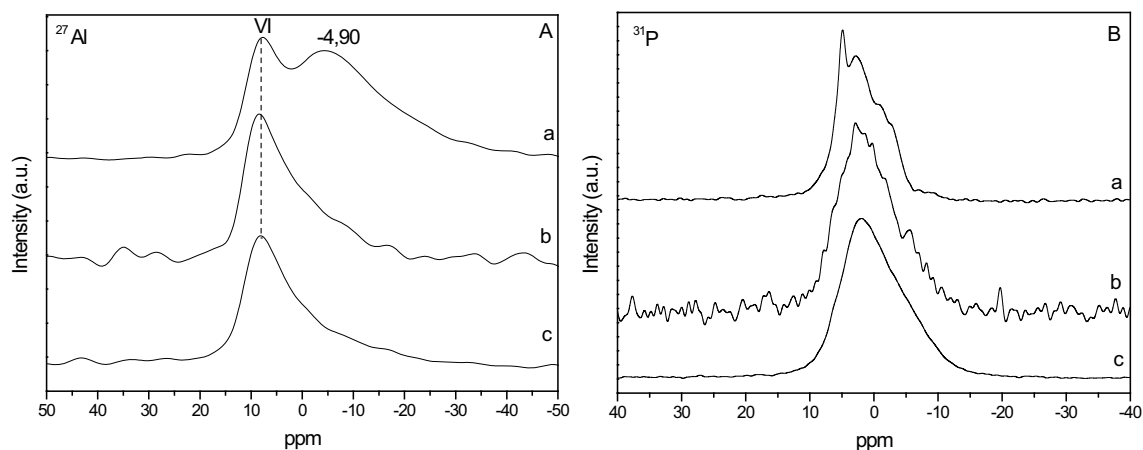 ²⁷Al
VI
-4,90
A
a
b
c
Intensity (a.u.)
50 40 30 20 10 0 -10 -20 -30 -40 -50
ppm
³¹P
B
a
b
c
Intensity (a.u.)
40 30 20 10 0 -10 -20 -30 -40
ppm